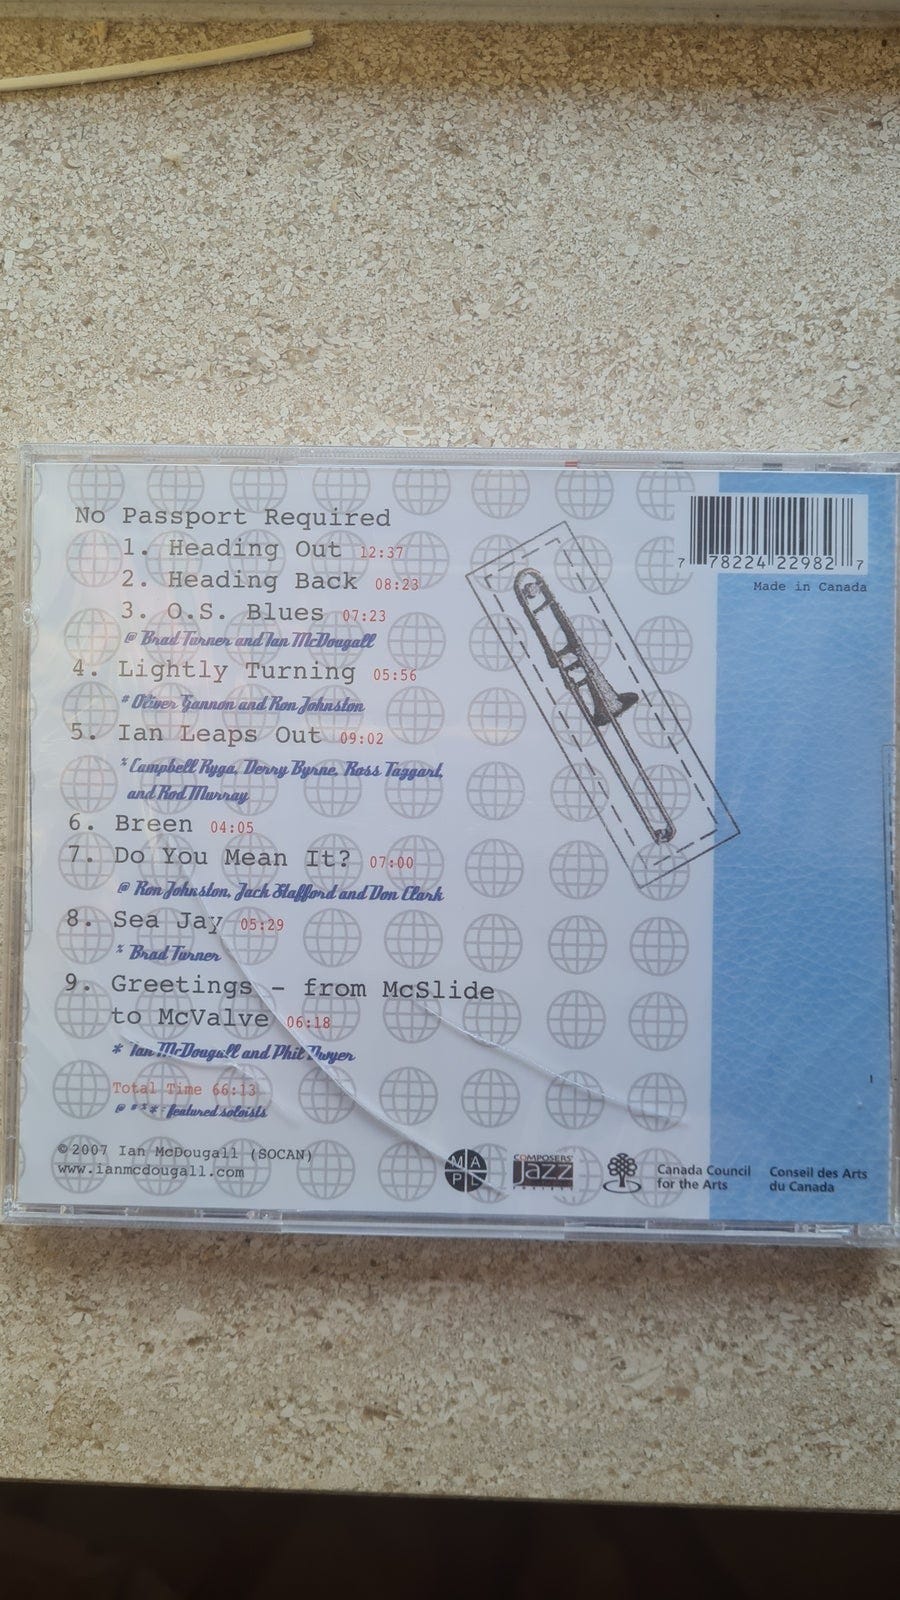 No Passport Required
1. Heading Out 12:37
2. Heading Back 08:23
3. O.S. Blues 07:23
@ Brad Turner and Ian McDougall
4. Lightly Turning 05:56
# Oliver Gannon and Ron Johnston
5. Ian Leaps Out 09:02
% Campbell Ryga, Derry Byrne, Ross Taggart,
and Rod Murray
6. Breen 04:05
7. Do You Mean It? 07:00
@ Ron Johnston, Jack Stafford and Don Clark
8. Sea Jay 05:29
% Brad Turner
9. Greetings - from McSlide
to McValve 06:18
* Ian McDougall and Phil Dwyer
Total Time 66:13
@ # % * - featured soloists
©2007 Ian McDougall (SOCAN)
www.ianmcdougall.com
MAPL
COMPOSERS'
Jazz
SOCIETY
Canada Council
for the Arts
Conseil des Arts
du Canada
7 78224 22982 7
Made in Canada